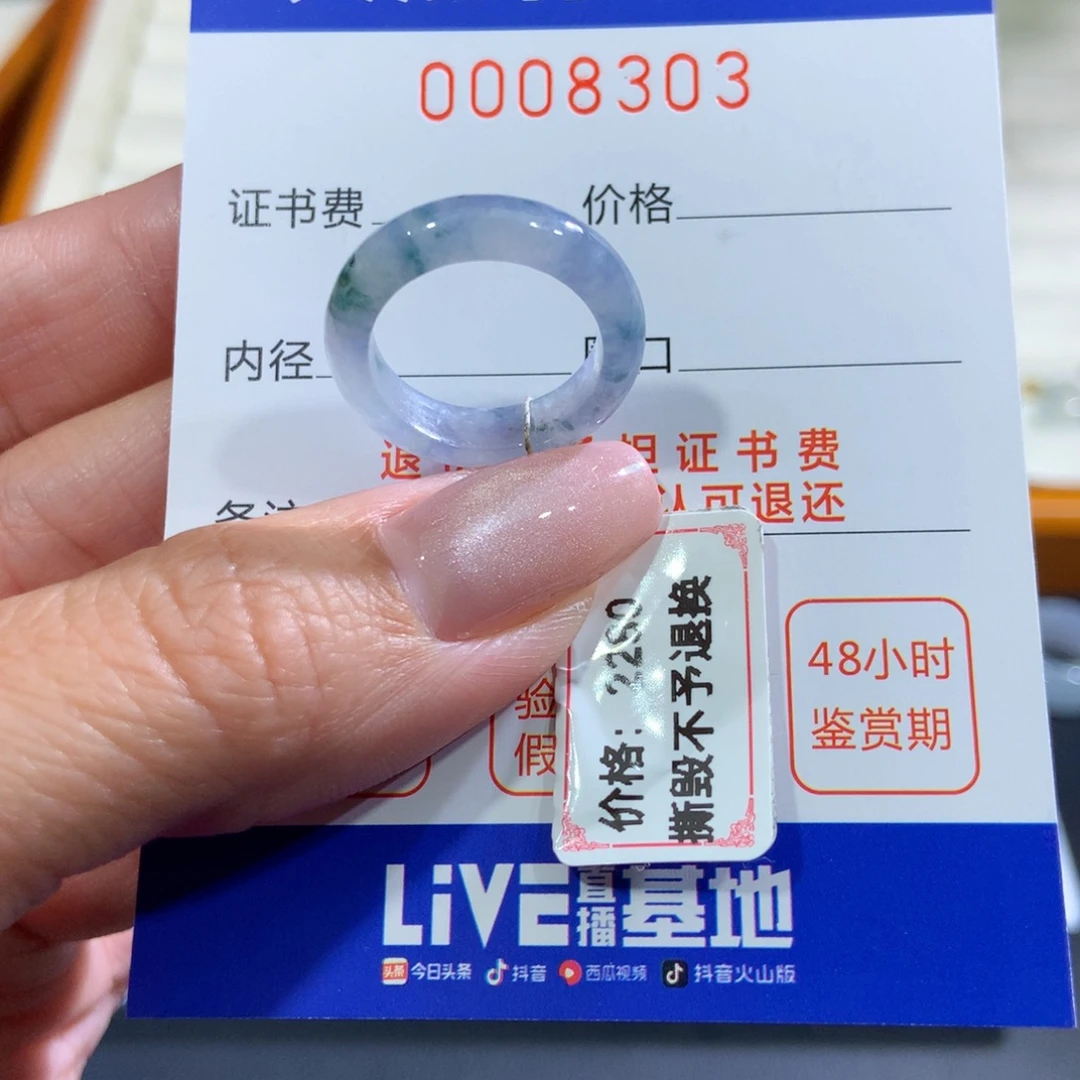 0008303
证书费
价格
内径
口
退
担证书费
认可退还
备注
验
假
48小时
鉴赏期
价格：2260
撕毁不予退换
LiVE直播基地
头条 今日头条 抖音 西瓜视频 抖音火山版